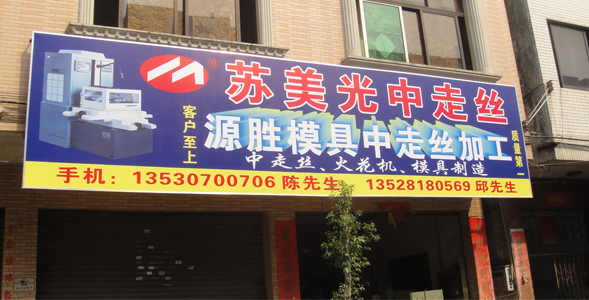 ®
苏美光中走丝
客户至上
源胜模具中走丝加工
质量第一
中走丝、火花机、模具制造
手机：13530700706 陈先生 13528180569 邱先生